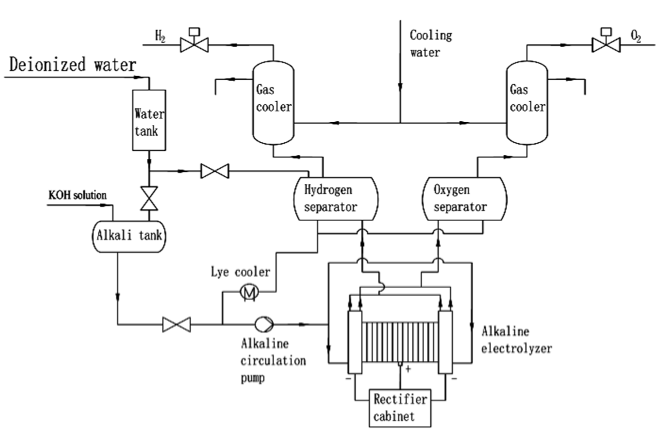 H₂
Cooling
water
O₂
Deionized water
Gas
cooler
Gas
cooler
Water
tank
KOH solution
Hydrogen
separator
Oxygen
separator
Alkali tank
Lye cooler
M
Alkaline
circulation
pump
Alkaline
electrolyzer
+
−
−
Rectifier
cabinet